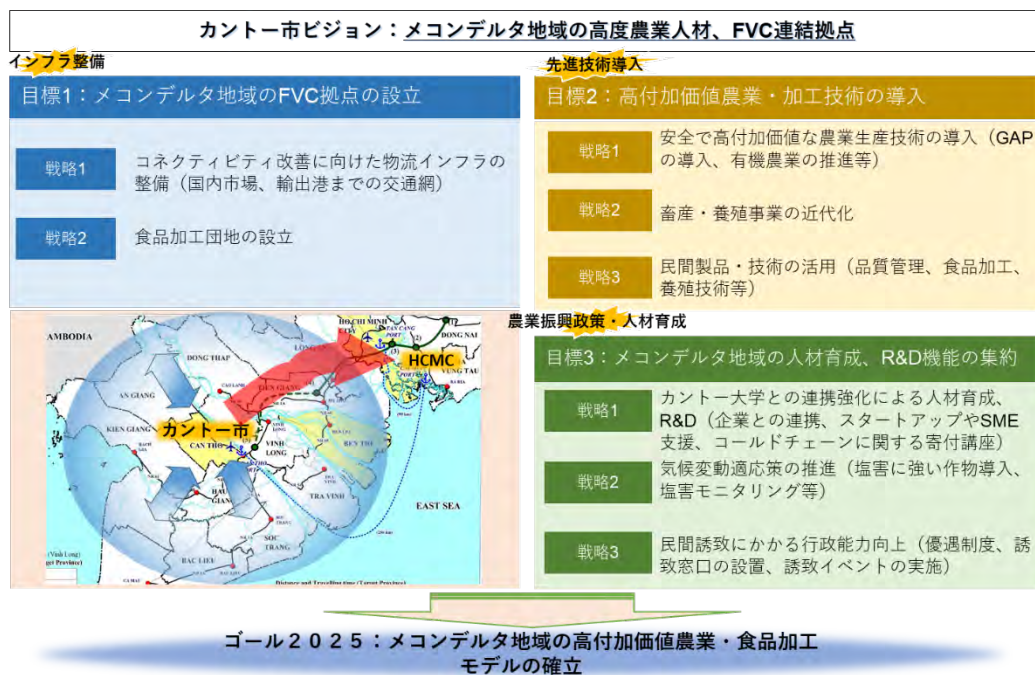 カントー市ビジョン：メコンデルタ地域の高度農業人材、FVC連結拠点
インフラ整備
目標1：メコンデルタ地域のFVC拠点の設立
戦略1
コネクティビティ改善に向けた物流インフラの
整備（国内市場、輸出港までの交通網）
戦略2
食品加工団地の設立
先進技術導入
目標2：高付加価値農業・加工技術の導入
戦略1
安全で高付加価値な農業生産技術の導入（GAP
の導入、有機農業の推進等）
戦略2
畜産・養殖事業の近代化
戦略3
民間製品・技術の活用（品質管理、食品加工、
養殖技術等）
AMBODIA
HO CHI MINH
CITY
TAN CANG
PORT
DONG NAI
HCMC
VUNG TAU
DONG THAP
AN GIANG
KIEN GIANG
カントー市
CAN THO
VINH
LONG
BEN TRE
TRA VINH
HAU
GIANG
SOC
TRANG
BAC LIEU
EAST SEA
(Vinh Long)
get Province)
Distance and Travelling time (Target Province)
農業振興政策・人材育成
目標3：メコンデルタ地域の人材育成、R&D機能の集約
戦略1
カントー大学との連携強化による人材育成、
R&D（企業との連携、スタートアップやSME
支援、コールドチェーンに関する寄付講座）
戦略2
気候変動適応策の推進（塩害に強い作物導入、
塩害モニタリング等）
戦略3
民間誘致にかかる行政能力向上（優遇制度、誘
致窓口の設置、誘致イベントの実施）
ゴール２０２５：メコンデルタ地域の高付加価値農業・食品加工
モデルの確立